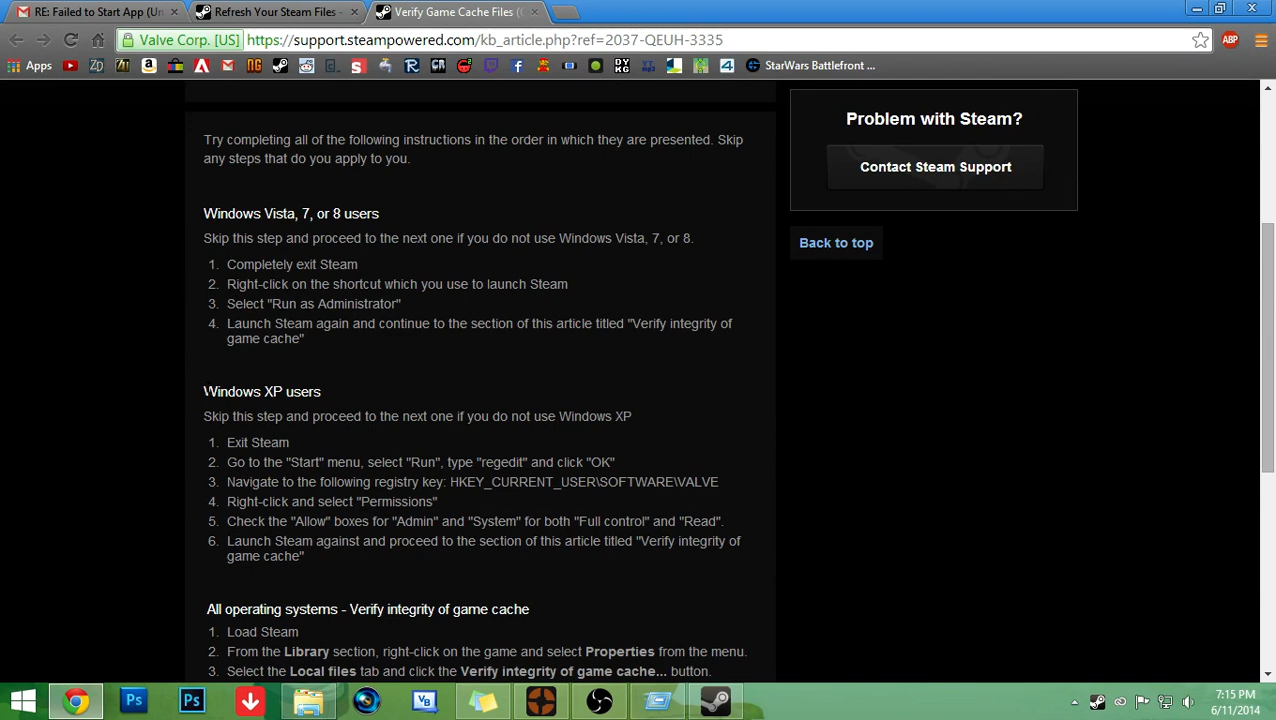 RE: Failed to Start App (Un
Refresh Your Steam Files -
Verify Game Cache Files (
Valve Corp. [US]
https://support.steampowered.com/kb_article.php?ref=2037-QEUH-3335
ABP
Apps
StarWars Battlefront ...
Try completing all of the following instructions in the order in which they are presented. Skip
any steps that do you apply to you.
Problem with Steam?
Contact Steam Support
Back to top
Windows Vista, 7, or 8 users
Skip this step and proceed to the next one if you do not use Windows Vista, 7, or 8.
1. Completely exit Steam
2. Right-click on the shortcut which you use to launch Steam
3. Select "Run as Administrator"
4. Launch Steam again and continue to the section of this article titled "Verify integrity of
game cache"
Windows XP users
Skip this step and proceed to the next one if you do not use Windows XP
1. Exit Steam
2. Go to the "Start" menu, select "Run", type "regedit" and click "OK"
3. Navigate to the following registry key: HKEY_CURRENT_USER\SOFTWARE\VALVE
4. Right-click and select "Permissions"
5. Check the "Allow" boxes for "Admin" and "System" for both "Full control" and "Read".
6. Launch Steam against and proceed to the section of this article titled "Verify integrity of
game cache"
All operating systems - Verify integrity of game cache
1. Load Steam
2. From the Library section, right-click on the game and select Properties from the menu.
3. Select the Local files tab and click the Verify integrity of game cache... button.
Ps
Ps
VB
7:15 PM
6/11/2014